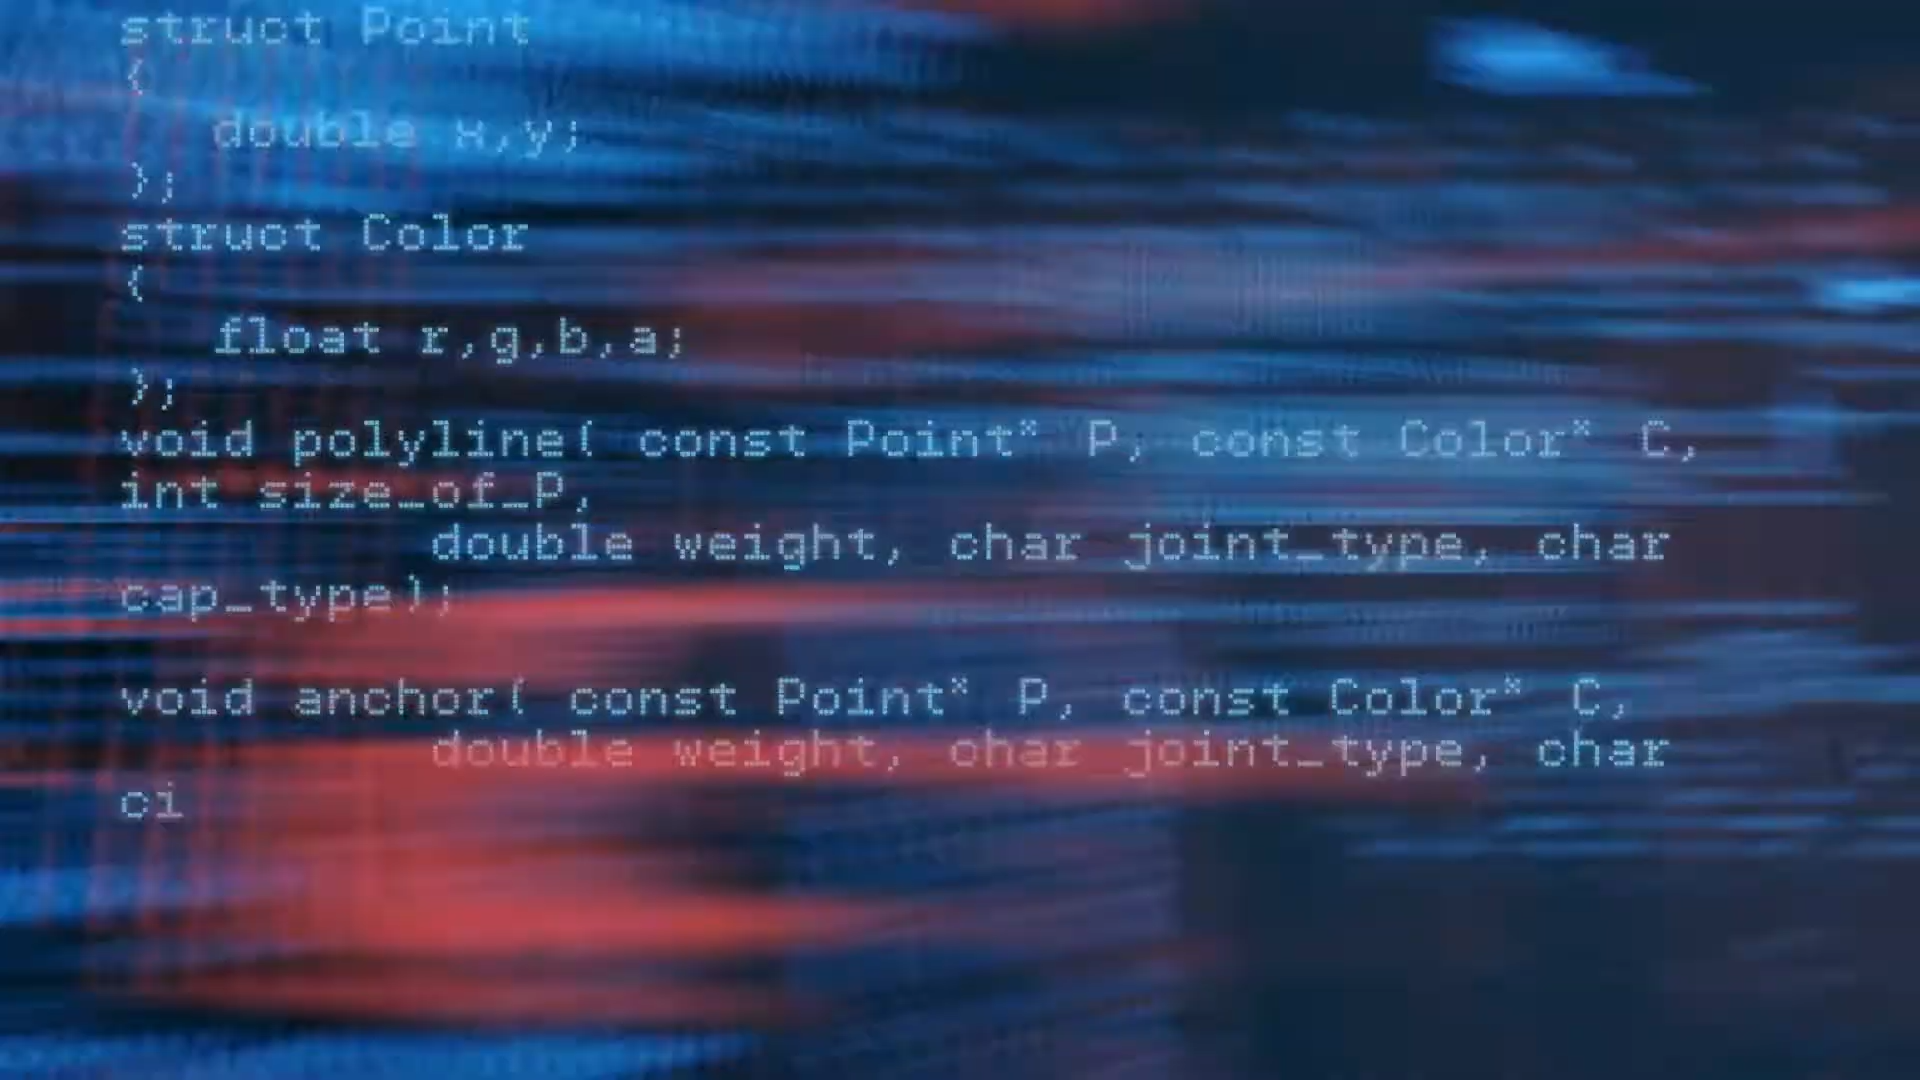 struct Point
{
double x,y;
};
struct Color
{
float r,g,b,a;
};
void polyline( const Point* P, const Color* C,
int size_of_P,
double weight, char joint_type, char
cap_type);
void anchor( const Point* P, const Color* C,
double weight, char joint_type, char
ci